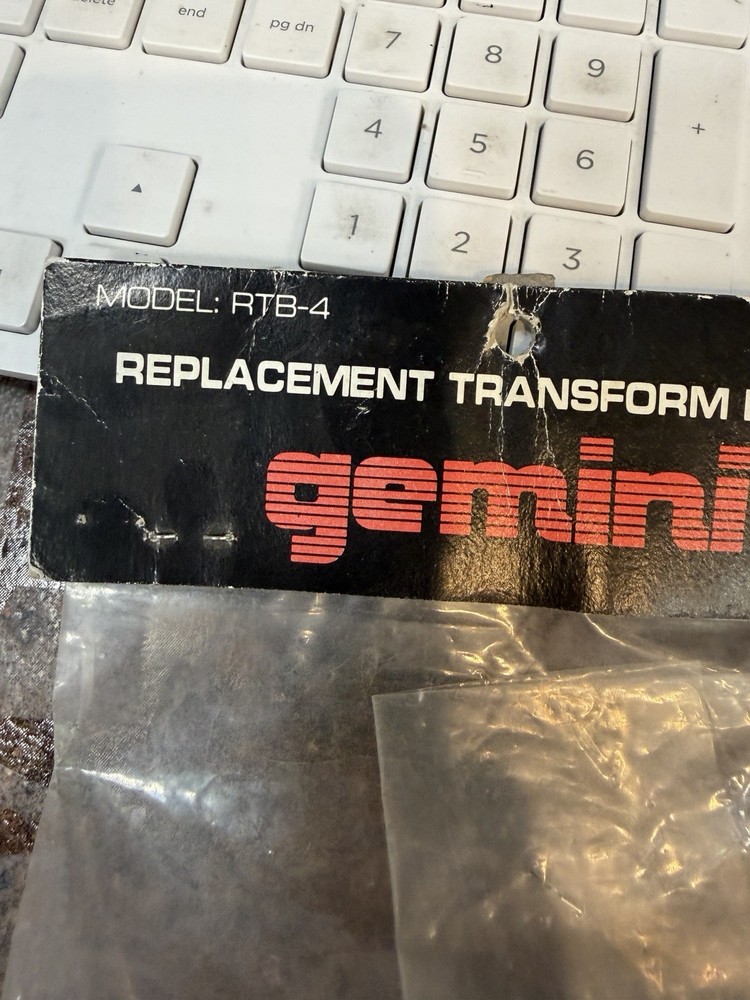 end
pg dn
7
8
9
4
5
6
+
1
2
3
MODEL: RTB-4
REPLACEMENT TRANSFORM
gemini